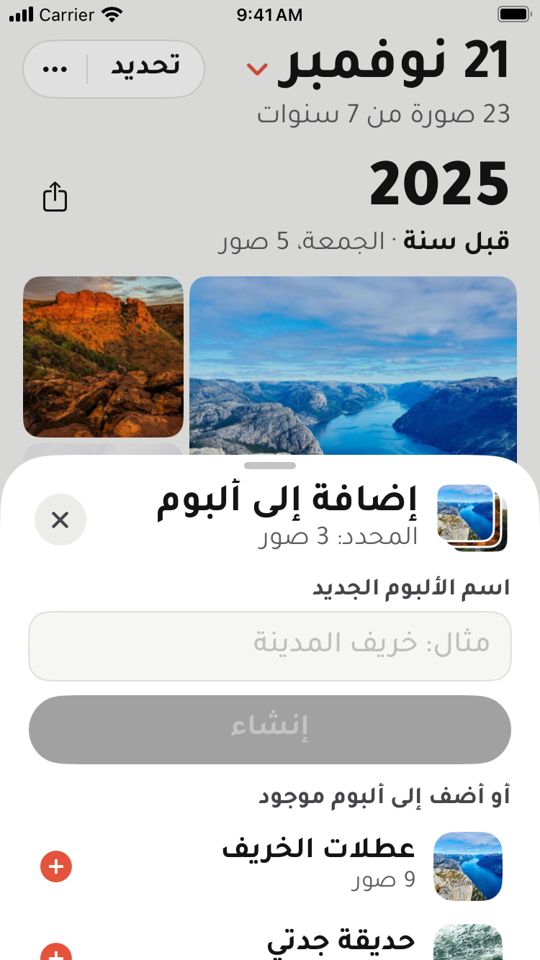 Carrier 9:41 AM
21 نوفمبر
تحديد
23 صورة من 7 سنوات
2025
قبل سنة · الجمعة، 5 صور
إضافة إلى ألبوم
المحدد: 3 صور
اسم الألبوم الجديد
مثال: خريف المدينة
إنشاء
أو أضف إلى ألبوم موجود
عطلات الخريف
9 صور
حديقة جدتي